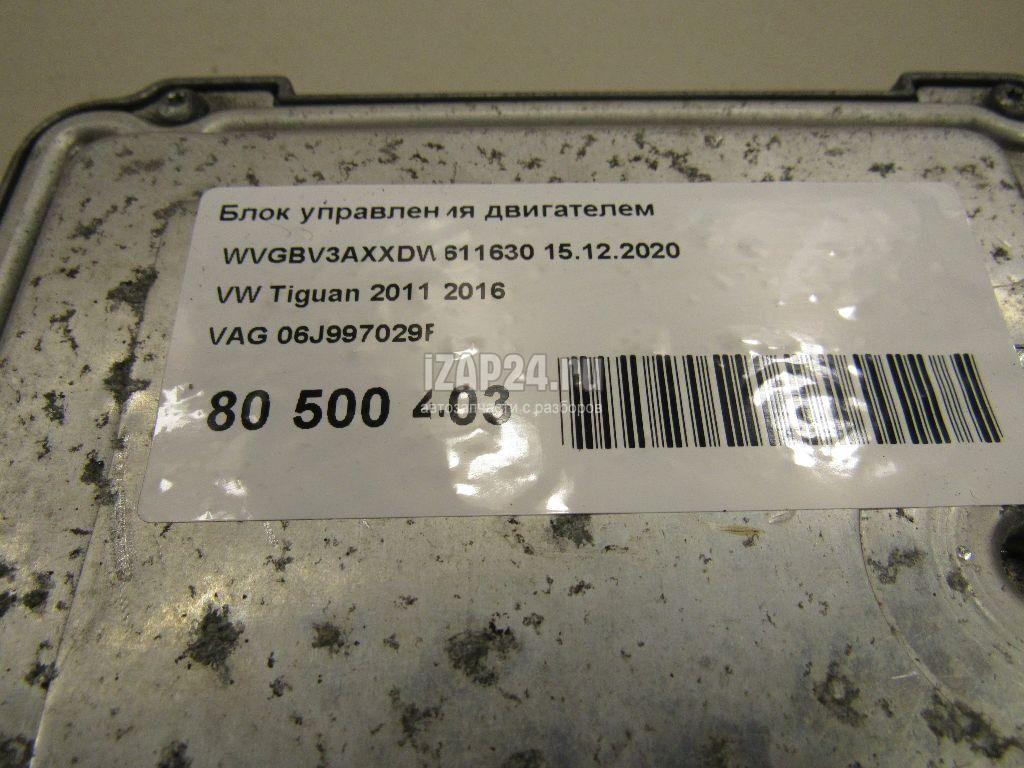 Блок управления двигателем
WVGBV3AXXDW611630 15.12.2020
VW Tiguan 2011 2016
VAG 06J997029F
80 500 403
iZAP24.ru
автозапчасти с разборов